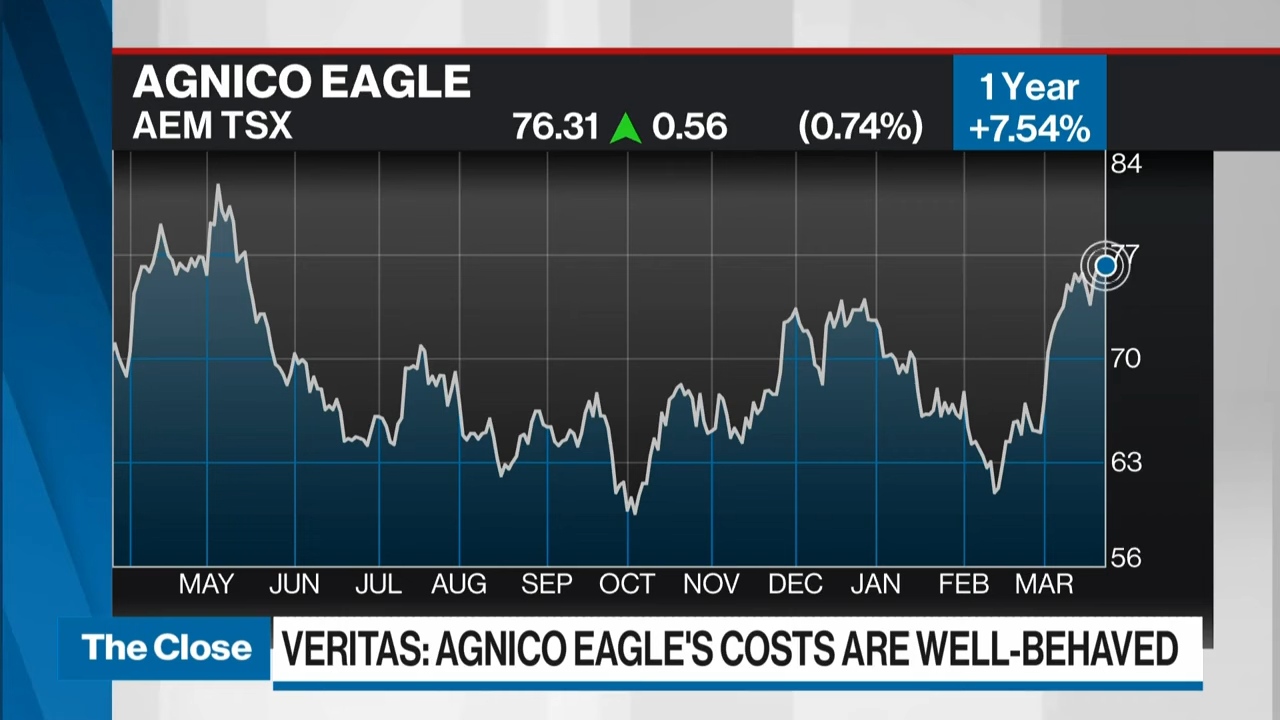 AGNICO EAGLE
AEM TSX 76.31 0.56 (0.74%)
1 Year
+7.54%
84
77
70
63
56
MAY JUN JUL AUG SEP OCT NOV DEC JAN FEB MAR
The Close VERITAS: AGNICO EAGLE'S COSTS ARE WELL-BEHAVED